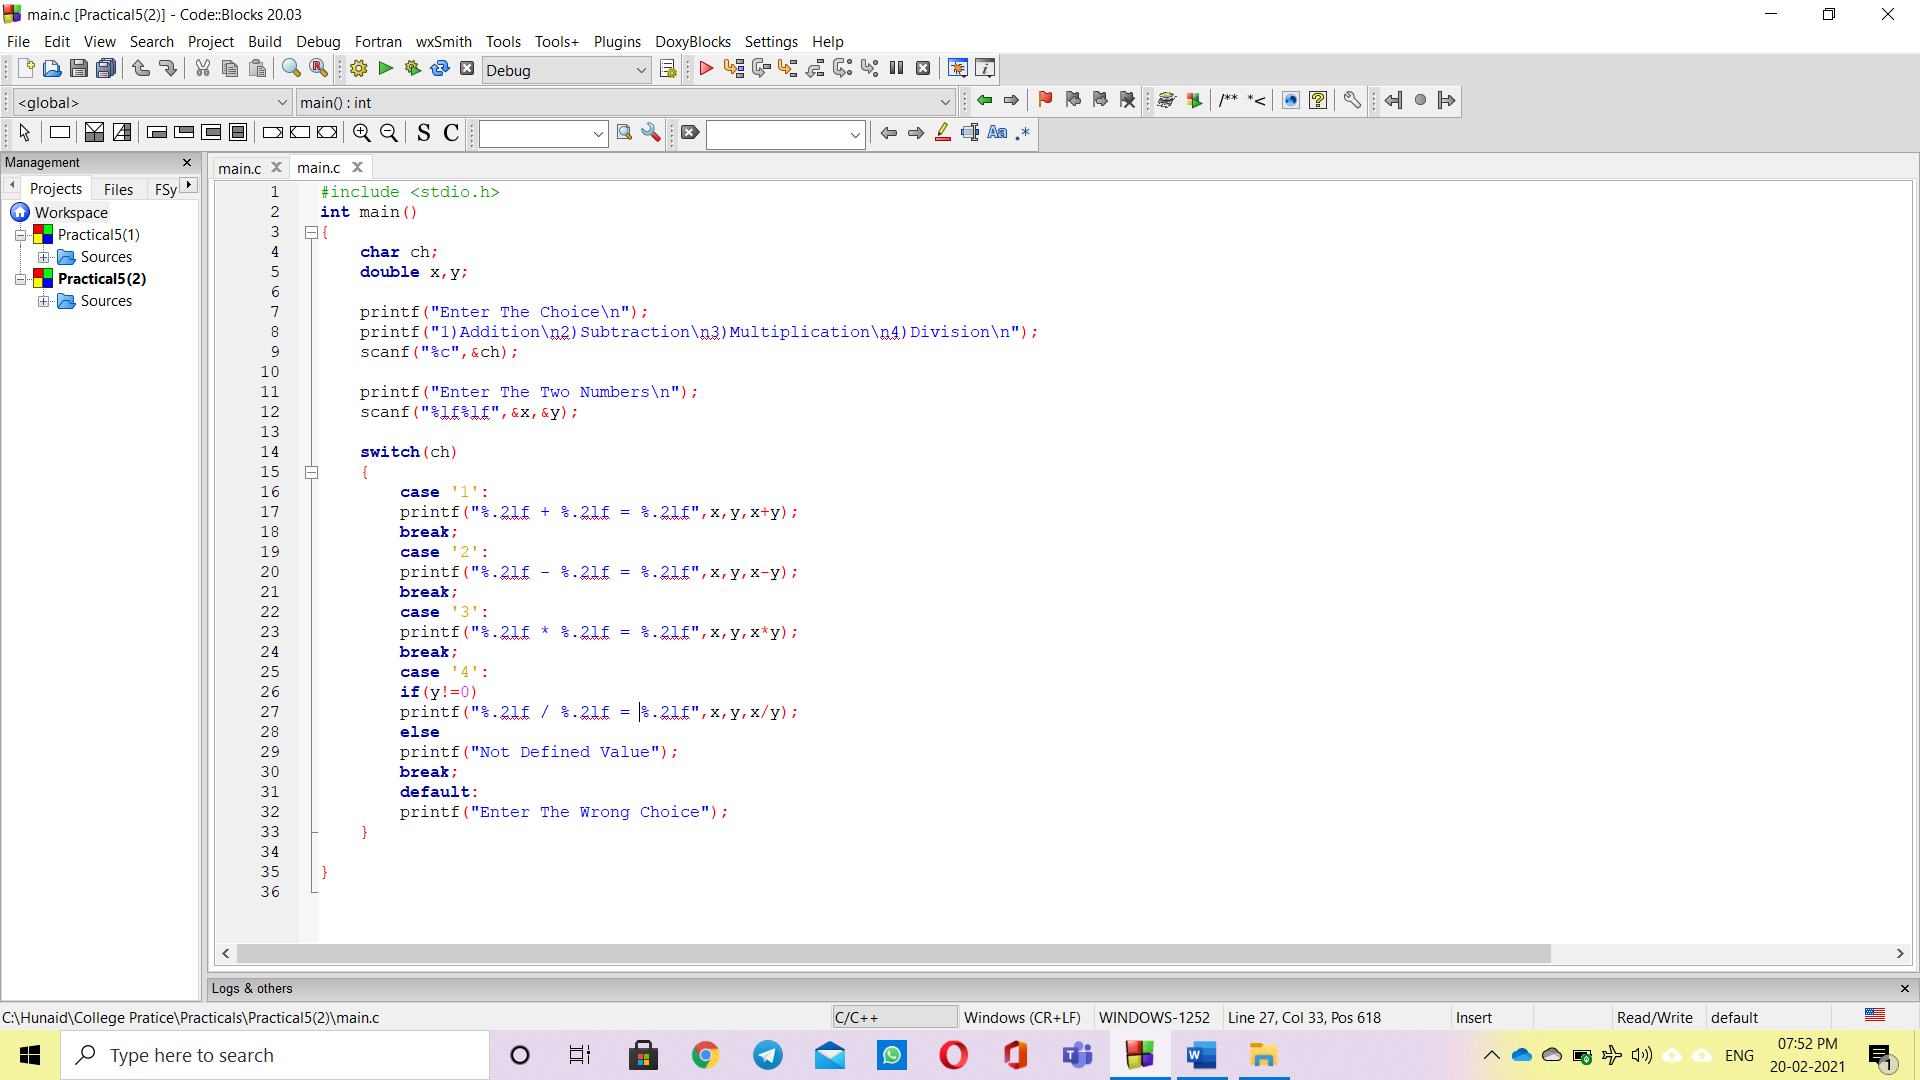 main.c [Practical5(2)] - Code::Blocks 20.03
File Edit View Search Project Build Debug Fortran wxSmith Tools Tools+ Plugins DoxyBlocks Settings Help
Debug
<global> main() : int
/** *<
S C Aa .*
Management
main.c main.c
Projects Files FSy
Workspace
Practical5(1)
Sources
Practical5(2)
Sources
1 #include <stdio.h>
2 int main()
3 {
4 char ch;
5 double x,y;
6
7 printf("Enter The Choice\n");
8 printf("1)Addition\n2)Subtraction\n3)Multiplication\n4)Division\n");
9 scanf("%c",&ch);
10
11 printf("Enter The Two Numbers\n");
12 scanf("%lf%lf",&x,&y);
13
14 switch(ch)
15 {
16 case '1':
17 printf("%.2lf + %.2lf = %.2lf",x,y,x+y);
18 break;
19 case '2':
20 printf("%.2lf - %.2lf = %.2lf",x,y,x-y);
21 break;
22 case '3':
23 printf("%.2lf * %.2lf = %.2lf",x,y,x*y);
24 break;
25 case '4':
26 if(y!=0)
27 printf("%.2lf / %.2lf = %.2lf",x,y,x/y);
28 else
29 printf("Not Defined Value");
30 break;
31 default:
32 printf("Enter The Wrong Choice");
33 }
34
35 }
36
Logs & others
C:\Hunaid\College Pratice\Practicals\Practical5(2)\main.c C/C++ Windows (CR+LF) WINDOWS-1252 Line 27, Col 33, Pos 618 Insert Read/Write default
Type here to search
ENG
07:52 PM
20-02-2021
1